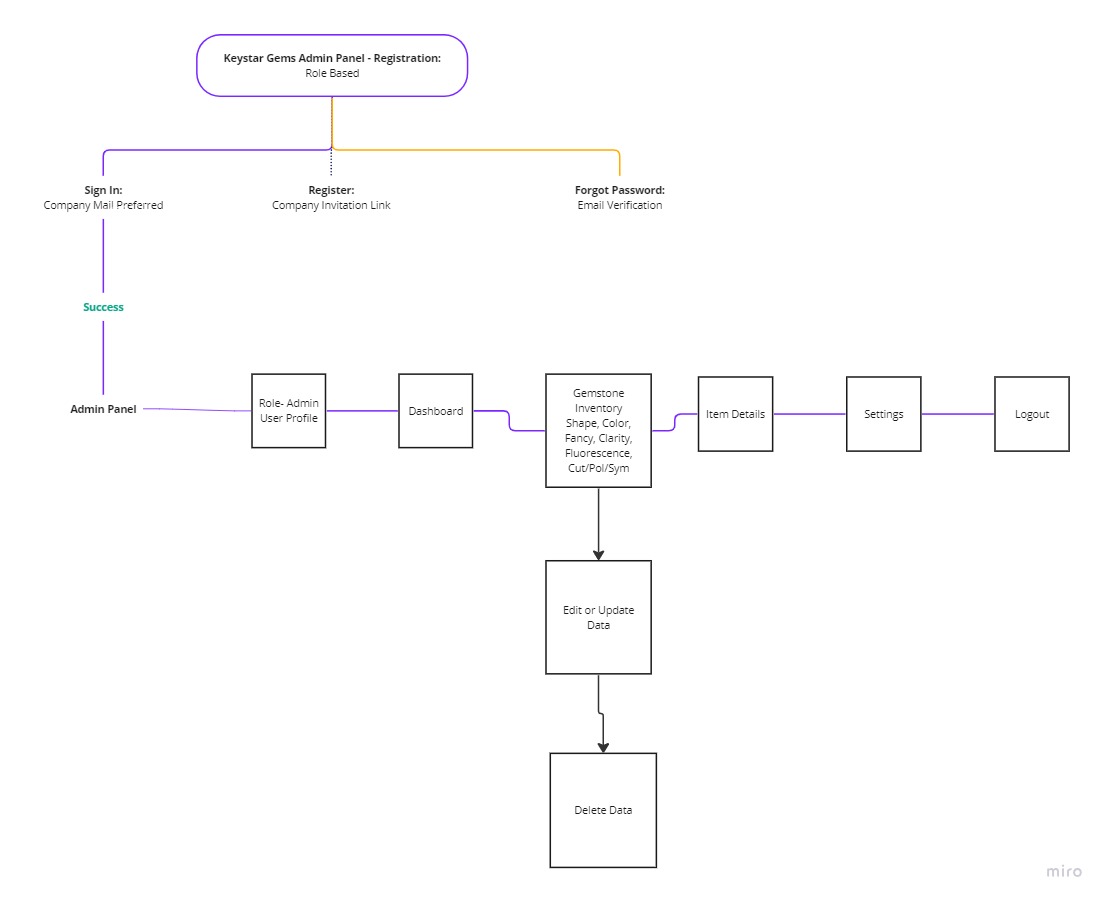 Keystar Gems Admin Panel - Registration:
Role Based
Sign In:
Company Mail Preferred
Register:
Company Invitation Link
Forgot Password:
Email Verification
Success
Admin Panel
Role- Admin
User Profile
Dashboard
Gemstone
Inventory
Shape, Color,
Fancy, Clarity,
Fluorescence,
Cut/Pol/Sym
Item Details
Settings
Logout
Edit or Update
Data
Delete Data
miro